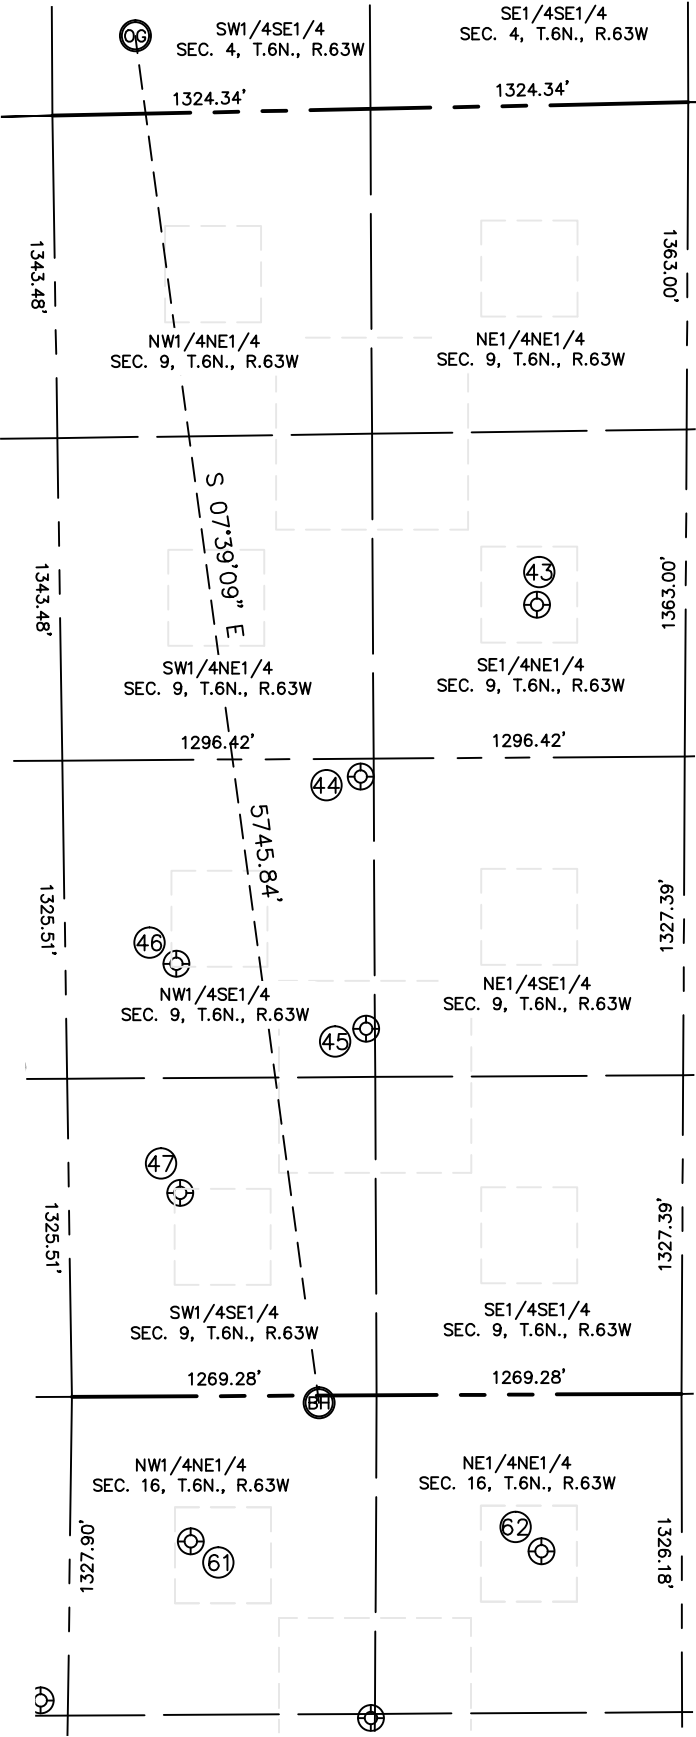 OG
SW1/4SE1/4
SEC. 4, T.6N., R.63W
SE1/4SE1/4
SEC. 4, T.6N., R.63W
1324.34'
1324.34'
1343.48'
1363.00'
NW1/4NE1/4
SEC. 9, T.6N., R.63W
NE1/4NE1/4
SEC. 9, T.6N., R.63W
S 07°39'09" E
1343.48'
43
1363.00'
SW1/4NE1/4
SEC. 9, T.6N., R.63W
SE1/4NE1/4
SEC. 9, T.6N., R.63W
1296.42'
1296.42'
44
5745.84'
1325.51'
1327.39'
46
NW1/4SE1/4
SEC. 9, T.6N., R.63W
NE1/4SE1/4
SEC. 9, T.6N., R.63W
45
47
1325.51'
1327.39'
SW1/4SE1/4
SEC. 9, T.6N., R.63W
SE1/4SE1/4
SEC. 9, T.6N., R.63W
1269.28'
1269.28'
BH
NW1/4NE1/4
SEC. 16, T.6N., R.63W
NE1/4NE1/4
SEC. 16, T.6N., R.63W
1327.90'
61
62
1326.18'